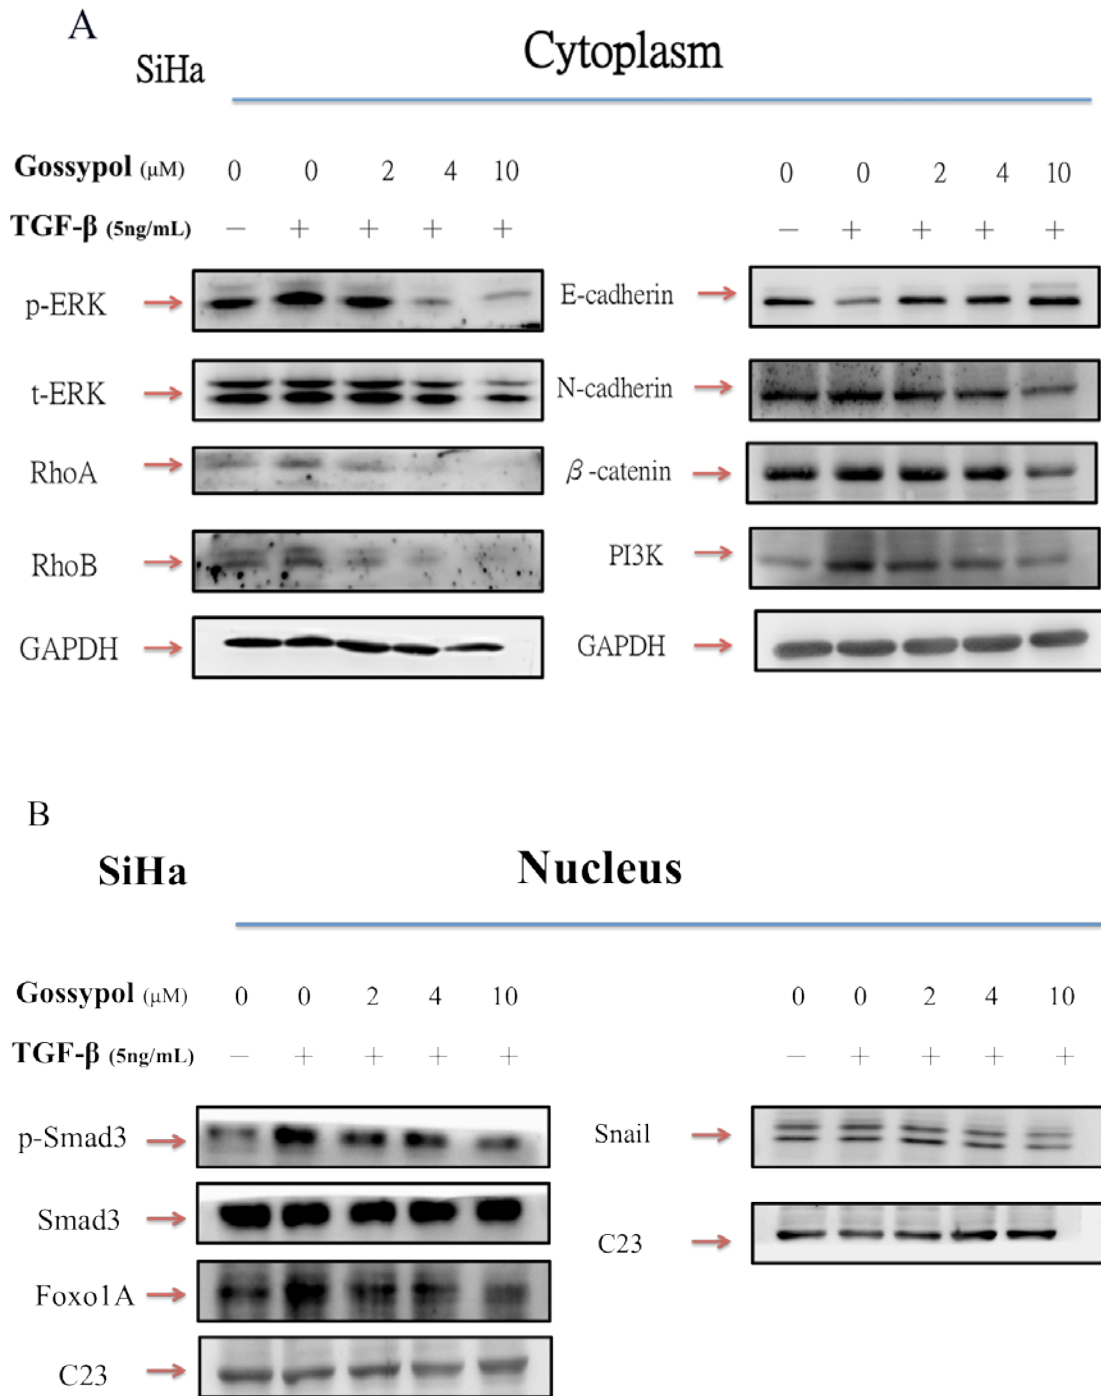 A
SiHa
Cytoplasm
Gossypol (μM) 0 0 2 4 10 0 0 2 4 10
TGF-β (5ng/mL) – + + + + – + + + +
p-ERK
E-cadherin
t-ERK
N-cadherin
RhoA
β-catenin
RhoB
PI3K
GAPDH
GAPDH
B
SiHa
Nucleus
Gossypol (μM) 0 0 2 4 10 0 0 2 4 10
TGF-β (5ng/mL) – + + + + – + + + +
p-Smad3
Snail
Smad3
C23
Foxo1A
C23